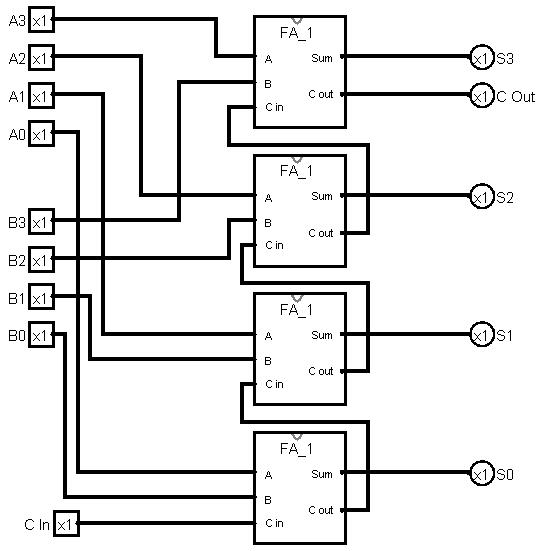 A3 x1
A2 x1
A1 x1
A0 x1
B3 x1
B2 x1
B1 x1
B0 x1
C In x1
FA_1
A Sum
B
C in C out
FA_1
A Sum
B
C in C out
FA_1
A Sum
B
C in C out
FA_1
A Sum
B
C in C out
x1 S3
x1 C Out
x1 S2
x1 S1
x1 S0